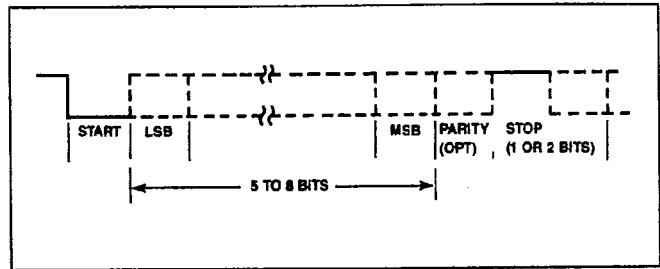 START LSB MSB PARITY STOP
(OPT) (1 OR 2 BITS)
5 TO 8 BITS